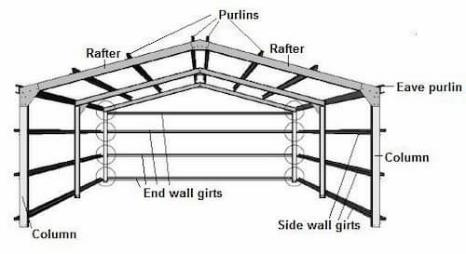 Purlins
Rafter
Rafter
Eave purlin
Column
End wall girts
Side wall girts
Column